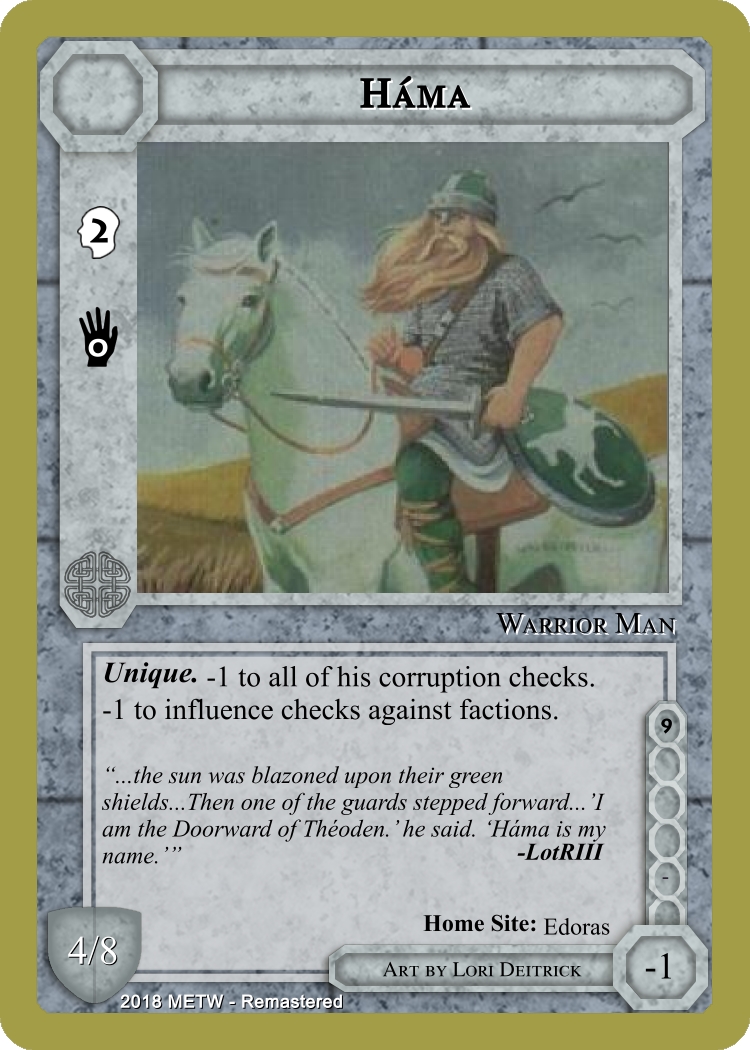 Háma
2
0
Warrior Man
Unique. -1 to all of his corruption checks.
-1 to influence checks against factions.
“...the sun was blazoned upon their green
shields...Then one of the guards stepped forward...’I
am the Doorward of Théoden.’ he said. ‘Háma is my
name.’”
-LotRIII
9
-
Home Site: Edoras
4/8
Art by Lori Deitrick
-1
2018 METW - Remastered